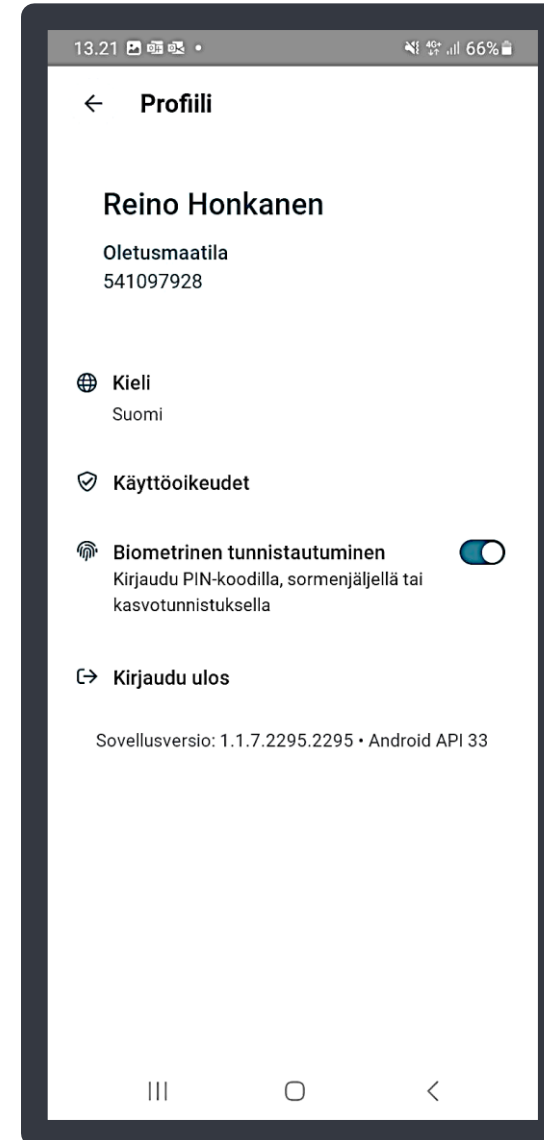 13.21 66%
Profiili
Reino Honkanen
Oletusmaatila
541097928
Kieli
Suomi
Käyttöoikeudet
Biometrinen tunnistautuminen
Kirjaudu PIN-koodilla, sormenjäljellä tai
kasvotunnistuksella
Kirjaudu ulos
Sovellusversio: 1.1.7.2295.2295 • Android API 33